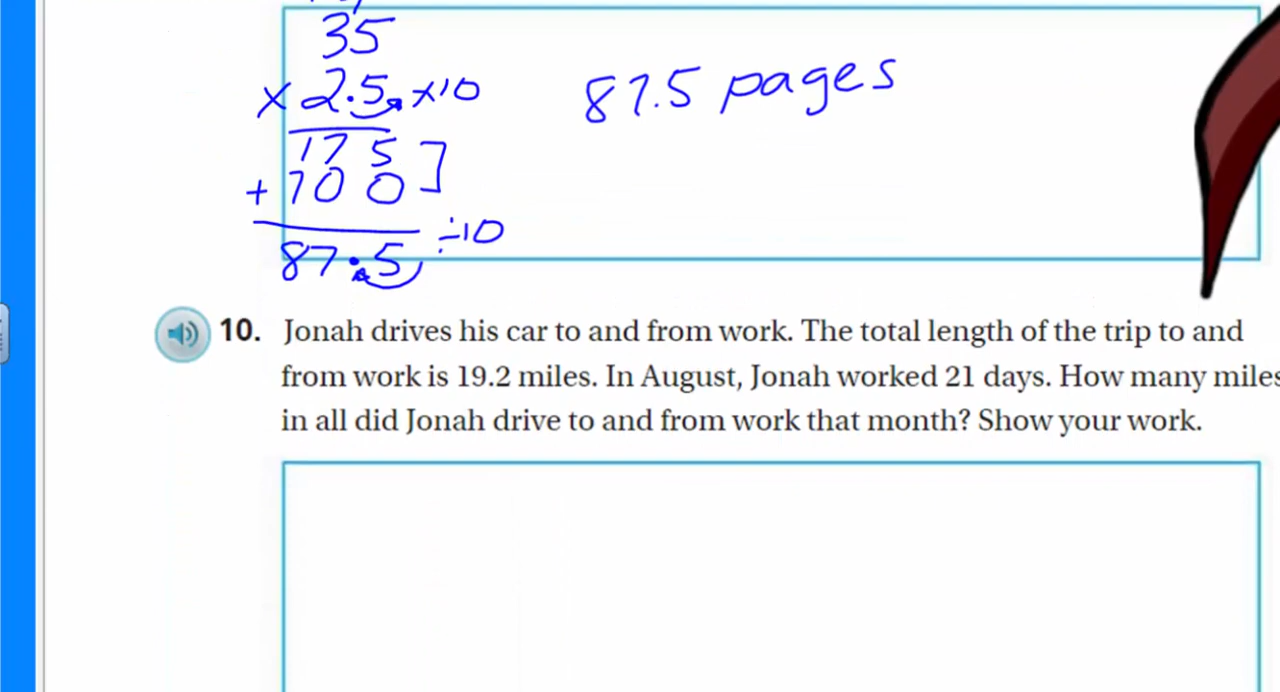 35
× 2.5 ×10
87.5 pages
175
+ 700
÷10
87.5
10. Jonah drives his car to and from work. The total length of the trip to and
from work is 19.2 miles. In August, Jonah worked 21 days. How many miles
in all did Jonah drive to and from work that month? Show your work.